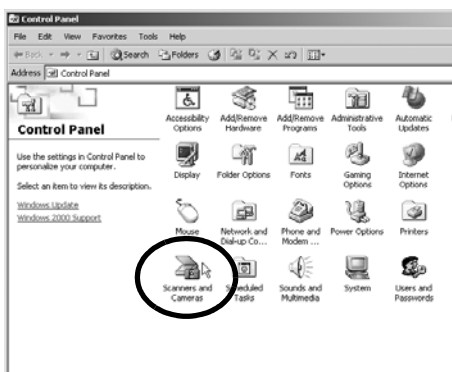 Control Panel
File Edit View Favorites Tools Help
Back Search Folders
Address Control Panel
Control Panel
Use the settings in Control Panel to
personalize your computer.
Select an item to view its description.
Windows Update
Windows 2000 Support
Accessibility Options
Add/Remove Hardware
Add/Remove Programs
Administrative Tools
Automatic Updates
Display
Folder Options
Fonts
Gaming Options
Internet Options
Mouse
Network and Dial-up Co...
Phone and Modem ...
Power Options
Printers
Scanners and Cameras
Scheduled Tasks
Sounds and Multimedia
System
Users and Passwords